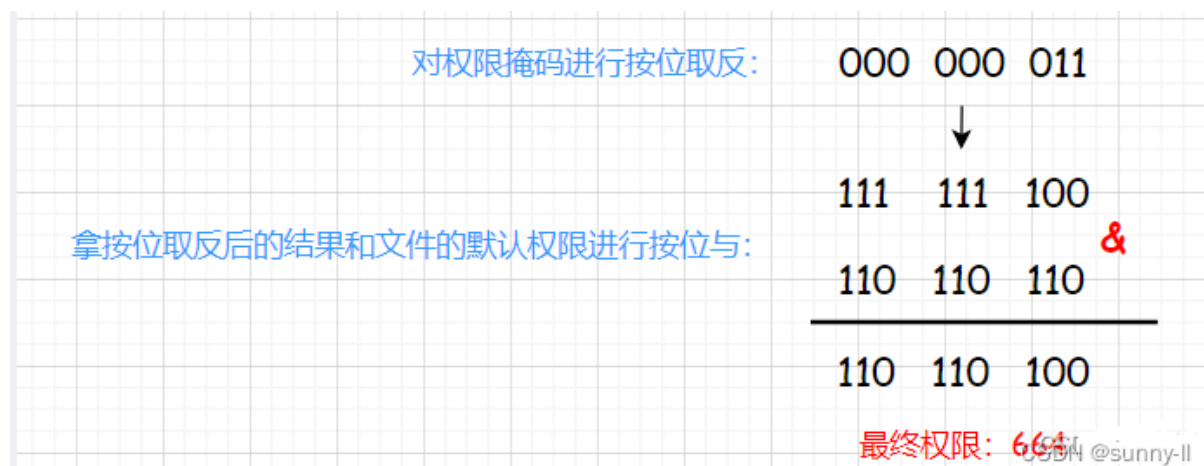 对权限掩码进行按位取反： 000 000 011
111 111 100
拿按位取反后的结果和文件的默认权限进行按位与： &
110 110 110
110 110 100
最终权限：664
CSDN @sunny-ll